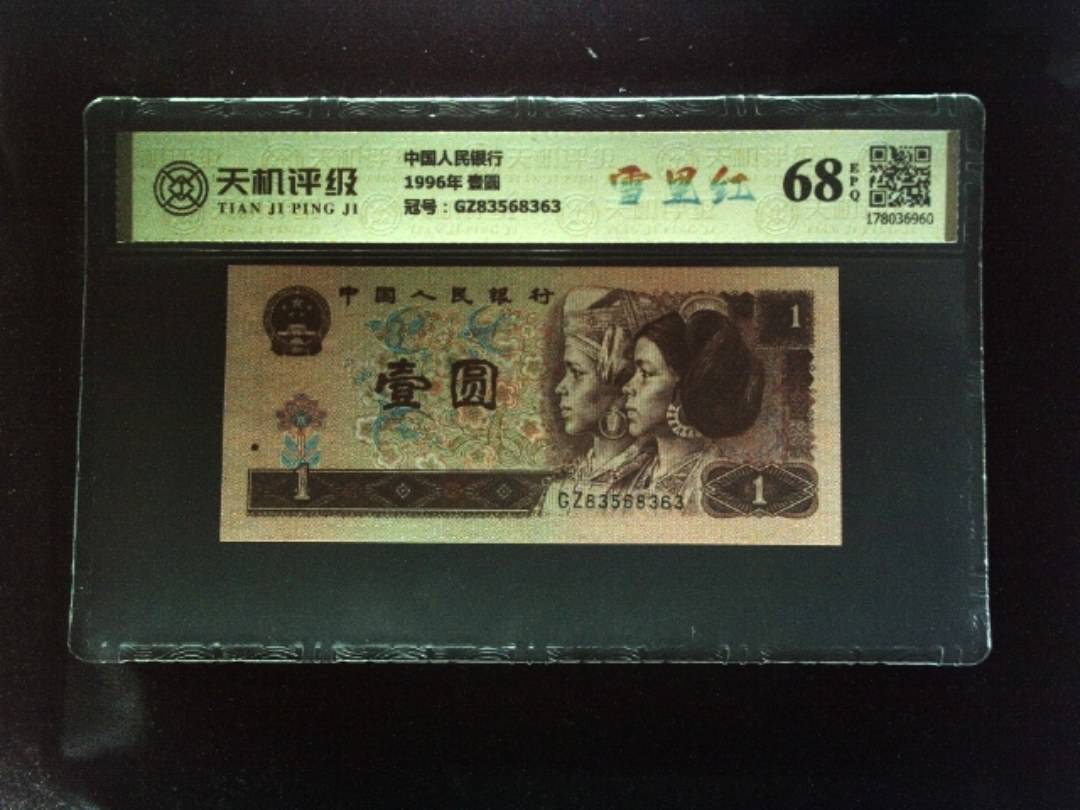 天机评级
TIAN JI PING JI
中国人民银行
1996年 壹圆
冠号：GZ83568363
雪里红
68
EPQ
178036960
中国人民银行
1
壹圆
1
GZ83568363
1